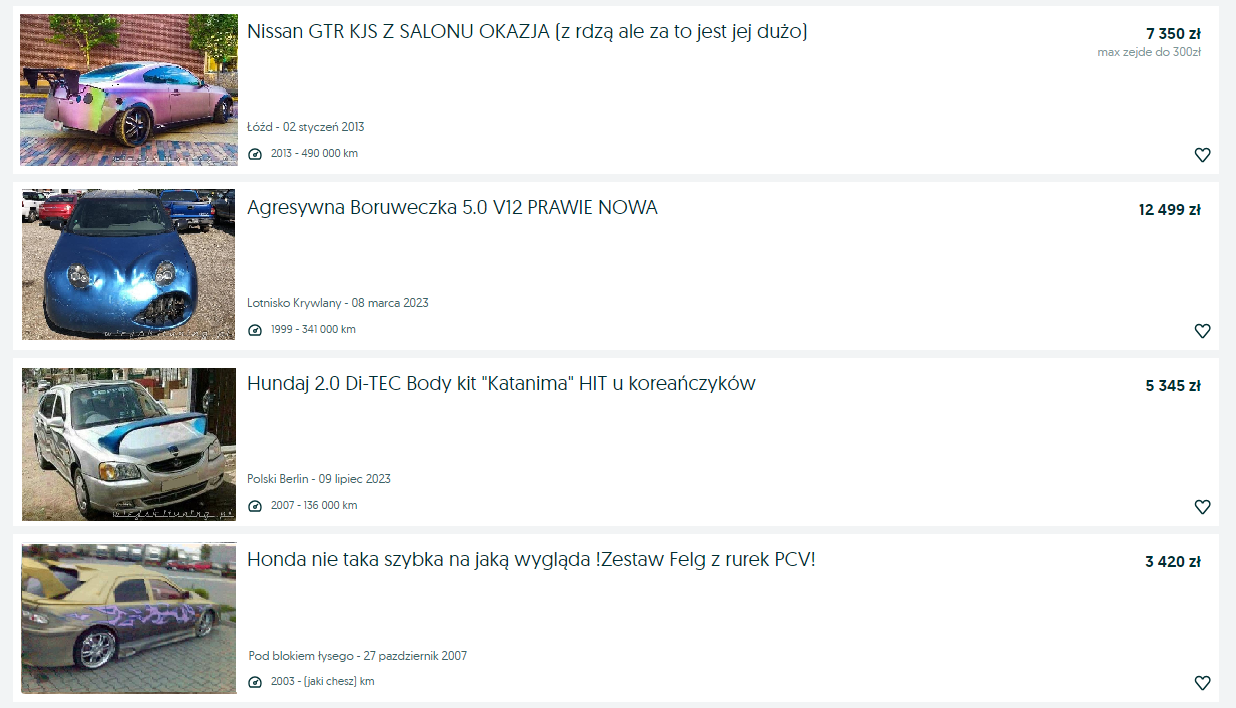 Nissan GTR KJS Z SALONU OKAZJA (z rdzą ale za to jest jej dużo)
7 350 zł
max zejde do 300zł
Łóźd - 02 styczeń 2013
2013 - 490 000 km
Agresywna Boruweczka 5.0 V12 PRAWIE NOWA
12 499 zł
Lotnisko Krywlany - 08 marca 2023
1999 - 341 000 km
Hundaj 2.0 Di-TEC Body kit "Katanima" HIT u koreańczyków
5 345 zł
Polski Berlin - 09 lipiec 2023
2007 - 136 000 km
wiejskituning.pl
Honda nie taka szybka na jaką wygląda !Zestaw Felg z rurek PCV!
3 420 zł
Pod blokiem łysego - 27 pazdziernik 2007
2003 - (jaki chesz) km